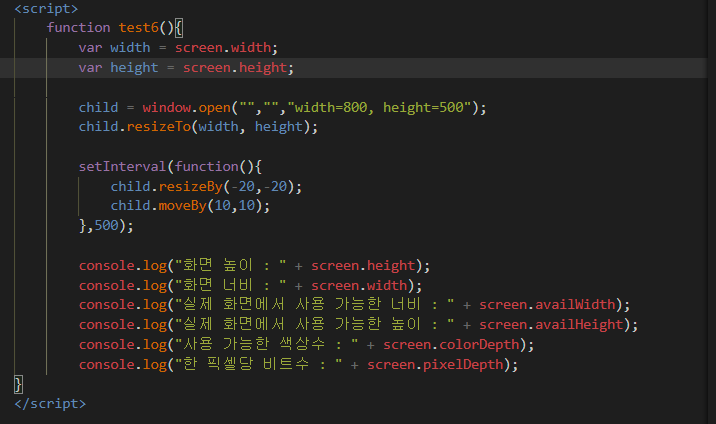 <script>
function test6(){
var width = screen.width;
var height = screen.height;
child = window.open("","","width=800, height=500");
child.resizeTo(width, height);
setInterval(function(){
child.resizeBy(-20,-20);
child.moveBy(10,10);
},500);
console.log("화면 높이 : " + screen.height);
console.log("화면 너비 : " + screen.width);
console.log("실제 화면에서 사용 가능한 너비 : " + screen.availWidth);
console.log("실제 화면에서 사용 가능한 높이 : " + screen.availHeight);
console.log("사용 가능한 색상수 : " + screen.colorDepth);
console.log("한 픽셀당 비트수 : " + screen.pixelDepth);
}
</script>